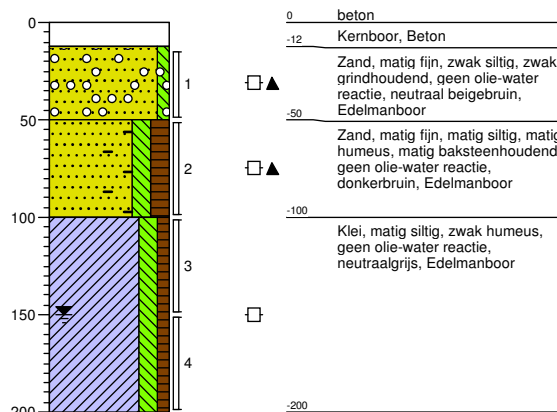 0
50
100
150
200
1
2
3
4
0 beton
-12
Kernboor, Beton
Zand, matig fijn, zwak siltig, zwak
grindhoudend, geen olie-water
reactie, neutraal beigebruin,
Edelmanboor
-50
Zand, matig fijn, matig siltig, matig
humeus, matig baksteenhoudend,
geen olie-water reactie,
donkerbruin, Edelmanboor
-100
Klei, matig siltig, zwak humeus,
geen olie-water reactie,
neutraalgrijs, Edelmanboor
-200